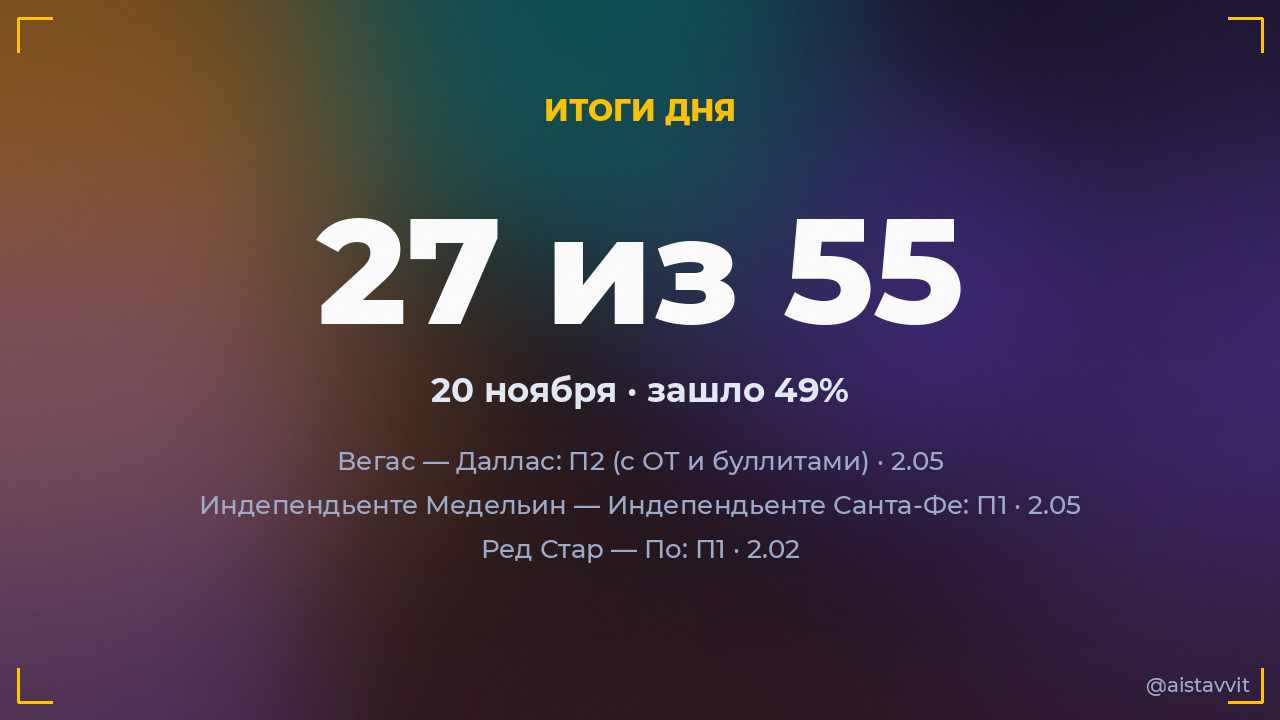 ИТОГИ ДНЯ
27 из 55
20 ноября · зашло 49%
Вегас — Даллас: П2 (с ОТ и буллитами) · 2.05
Индепендьенте Медельин — Индепендьенте Санта-Фе: П1 · 2.05
Ред Стар — По: П1 · 2.02
@aistavvit